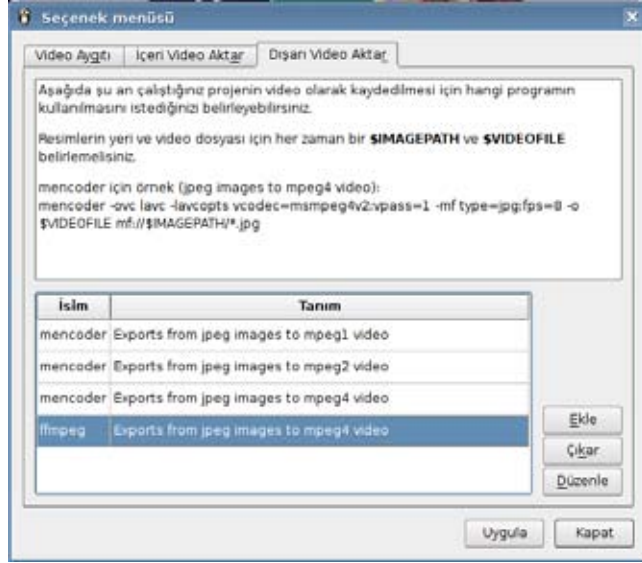 Seçenek menüsü
Video Aygıtı
İçeri Video Aktar
Dışarı Video Aktar
Aşağıda şu an çalıştığınız projenin video olarak kaydedilmesi için hangi programın
kullanılmasını istediğinizi belirleyebilirsiniz.
Resimlerin yeri ve video dosyası için her zaman bir $IMAGEPATH ve $VIDEOFILE
belirlemelisiniz.
mencoder için örnek (jpeg images to mpeg4 video):
mencoder -ovc lavc -lavcopts vcodec=msmpeg4v2:vpass=1 -mf type=jpg:fps=8 -o
$VIDEOFILE mf://$IMAGEPATH/*.jpg
İsim Tanım
mencoder Exports from jpeg images to mpeg1 video
mencoder Exports from jpeg images to mpeg2 video
mencoder Exports from jpeg images to mpeg4 video
ffmpeg Exports from jpeg images to mpeg4 video
Ekle
Çıkar
Düzenle
Uygula Kapat